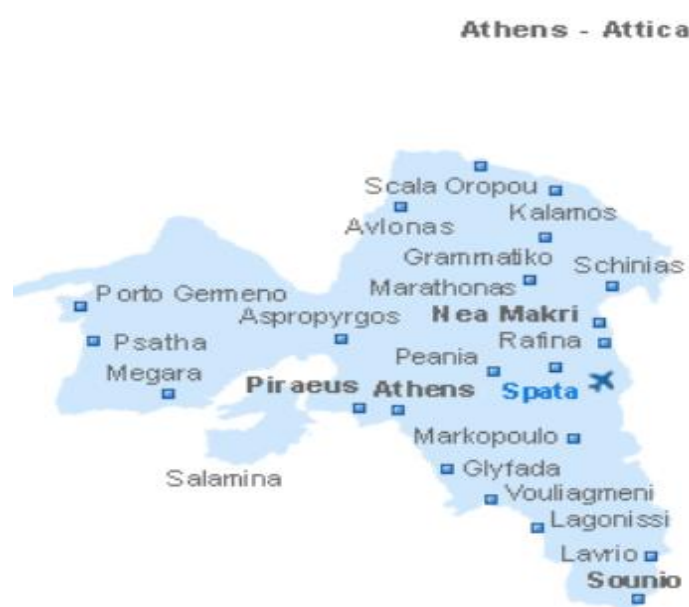 Athens - Attica
Scala Oropou
Kalamos
Avlonas
Grammatiko
Schinias
Marathonas
Porto Germeno
Nea Makri
Aspropyrgos
Rafina
Psatha
Peania
Megara
Piraeus
Athens
Spata
Markopoulo
Glyfada
Salamina
Vouliagmeni
Lagonissi
Lavrio
Sounio